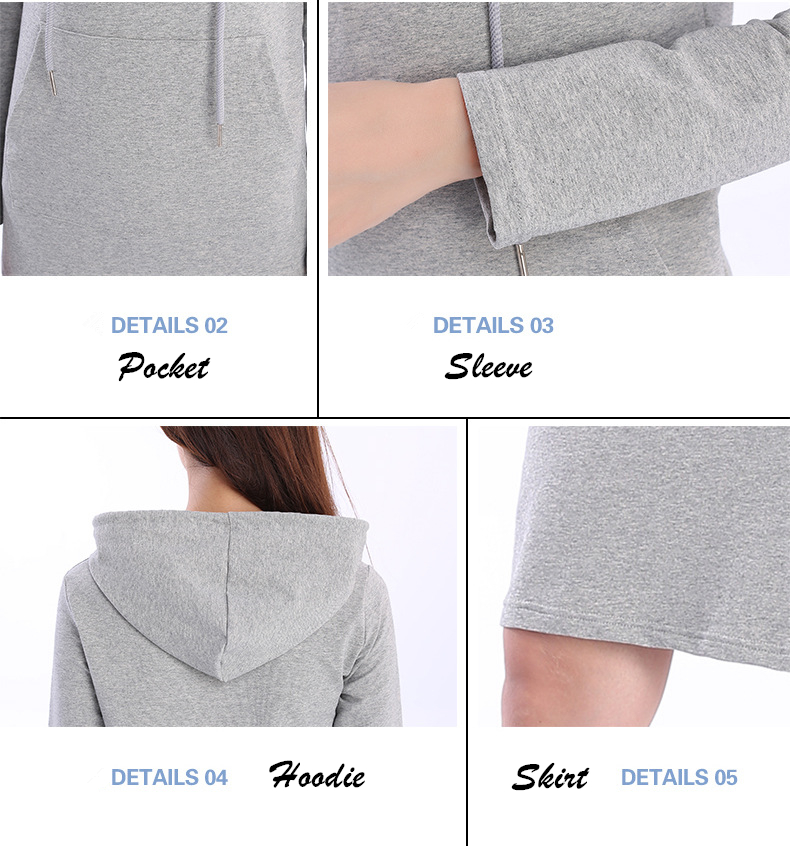 DETAILS 02
Pocket
DETAILS 03
Sleeve
DETAILS 04 Hoodie
Skirt DETAILS 05